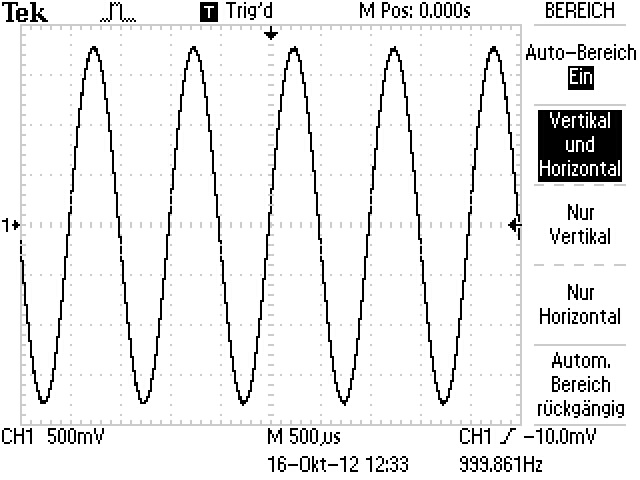 Tek
T Trig'd
M Pos: 0.000s
BEREICH
Auto-Bereich
Ein
Vertikal
und
Horizontal
Nur
Vertikal
Nur
Horizontal
Autom.
Bereich
rückgängig
1
CH1 500mV
M 500µs
CH1 -10.0mV
16-Okt-12 12:33
999.861Hz